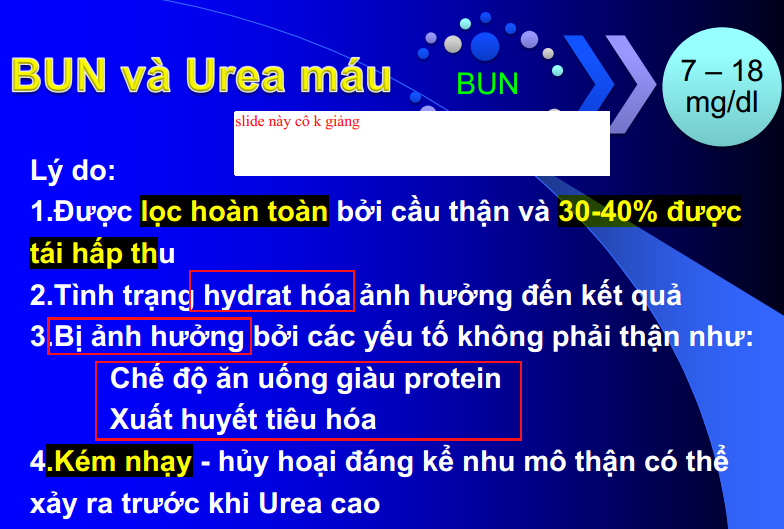 BUN và Urea máu
BUN
7 – 18
mg/dl
slide này cô k giảng
Lý do:
1.Được lọc hoàn toàn bởi cầu thận và 30-40% được
tái hấp thu
2.Tình trạng hydrat hóa ảnh hưởng đến kết quả
3.Bị ảnh hưởng bởi các yếu tố không phải thận như:
Chế độ ăn uống giàu protein
Xuất huyết tiêu hóa
4.Kém nhạy - hủy hoại đáng kể nhu mô thận có thể
xảy ra trước khi Urea cao